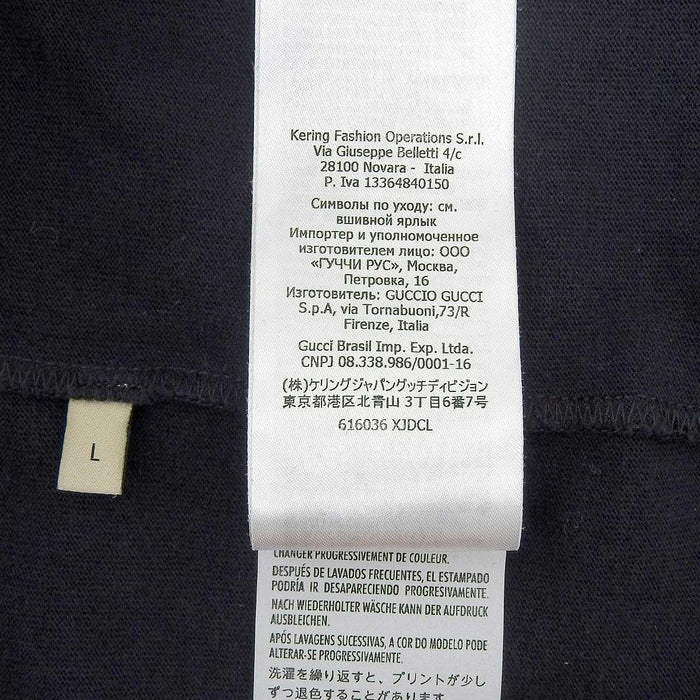 Kering Fashion Operations S.r.l.
Via Giuseppe Belletti 4/c
28100 Novara - Italia
P. Iva 13364840150
Символы по уходу: см.
вшивной ярлык
Импортер и уполномоченное
изготовителем лицо: ООО
«ГУЧЧИ РУС», Москва,
Петровка, 16
Изготовитель: GUCCIO GUCCI
S.p.A, via Tornabuoni,73/R
Firenze, Italia
Gucci Brasil Imp. Exp. Ltda.
CNPJ 08.338.986/0001-16
(株)ケリングジャパングッチディビジョン
東京都港区北青山 3丁目6番7号
616036 XJDCL
L
CHANGER PROGRESSIVEMENT DE COULEUR.
DESPUÉS DE LAVADOS FRECUENTES, EL ESTAMPADO
PODRÍA IR DESAPARECIENDO PROGRESIVAMENTE.
NACH WIEDERHOLTER WÄSCHE KANN DER AUFDRUCK
AUSBLEICHEN.
APÓS LAVAGENS SUCESSIVAS, A COR DO MODELO PODE
ALTERAR-SE PROGRESSIVAMENTE.
洗濯を繰り返すと、プリントが少し
ずつ退色することがあります